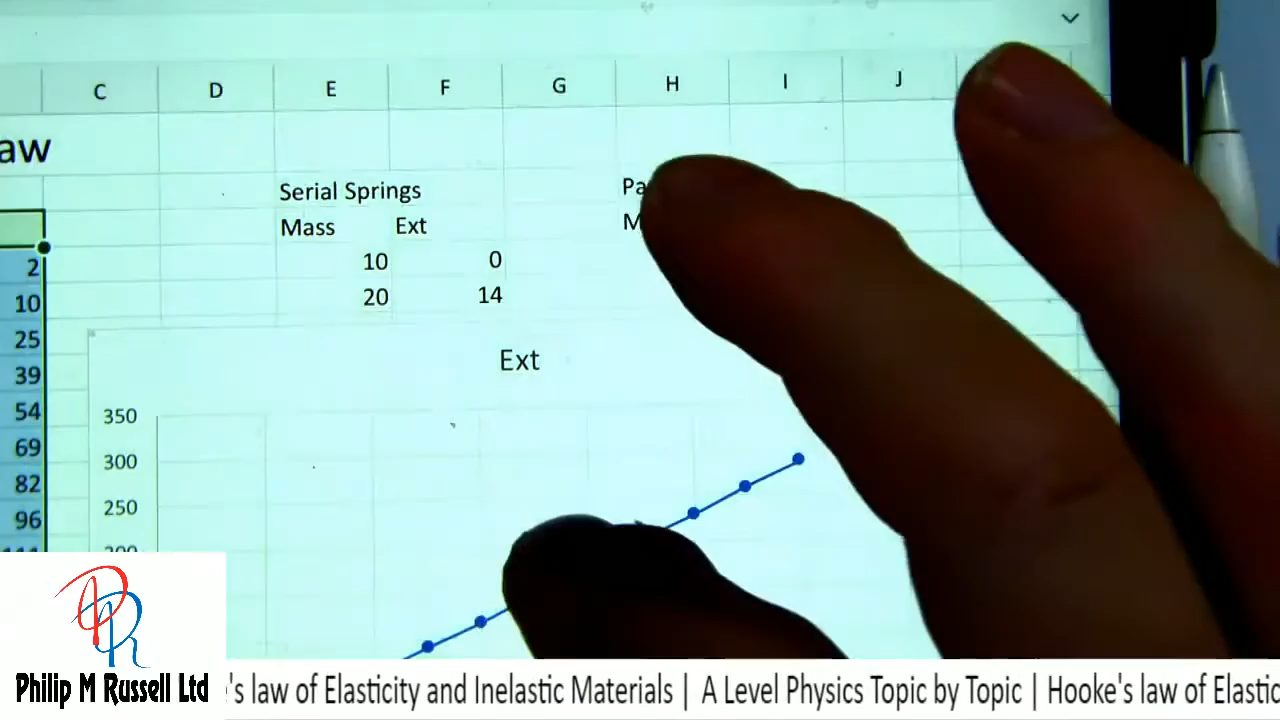 C D E F G H I J
aw
Serial Springs Pa
Mass Ext M
10 0
20 14
2
10
25
39
54
69
82
96
Ext
350
300
250
Philip M Russell Ltd
's law of Elasticity and Inelastic Materials | A Level Physics Topic by Topic | Hooke's law of Elastic